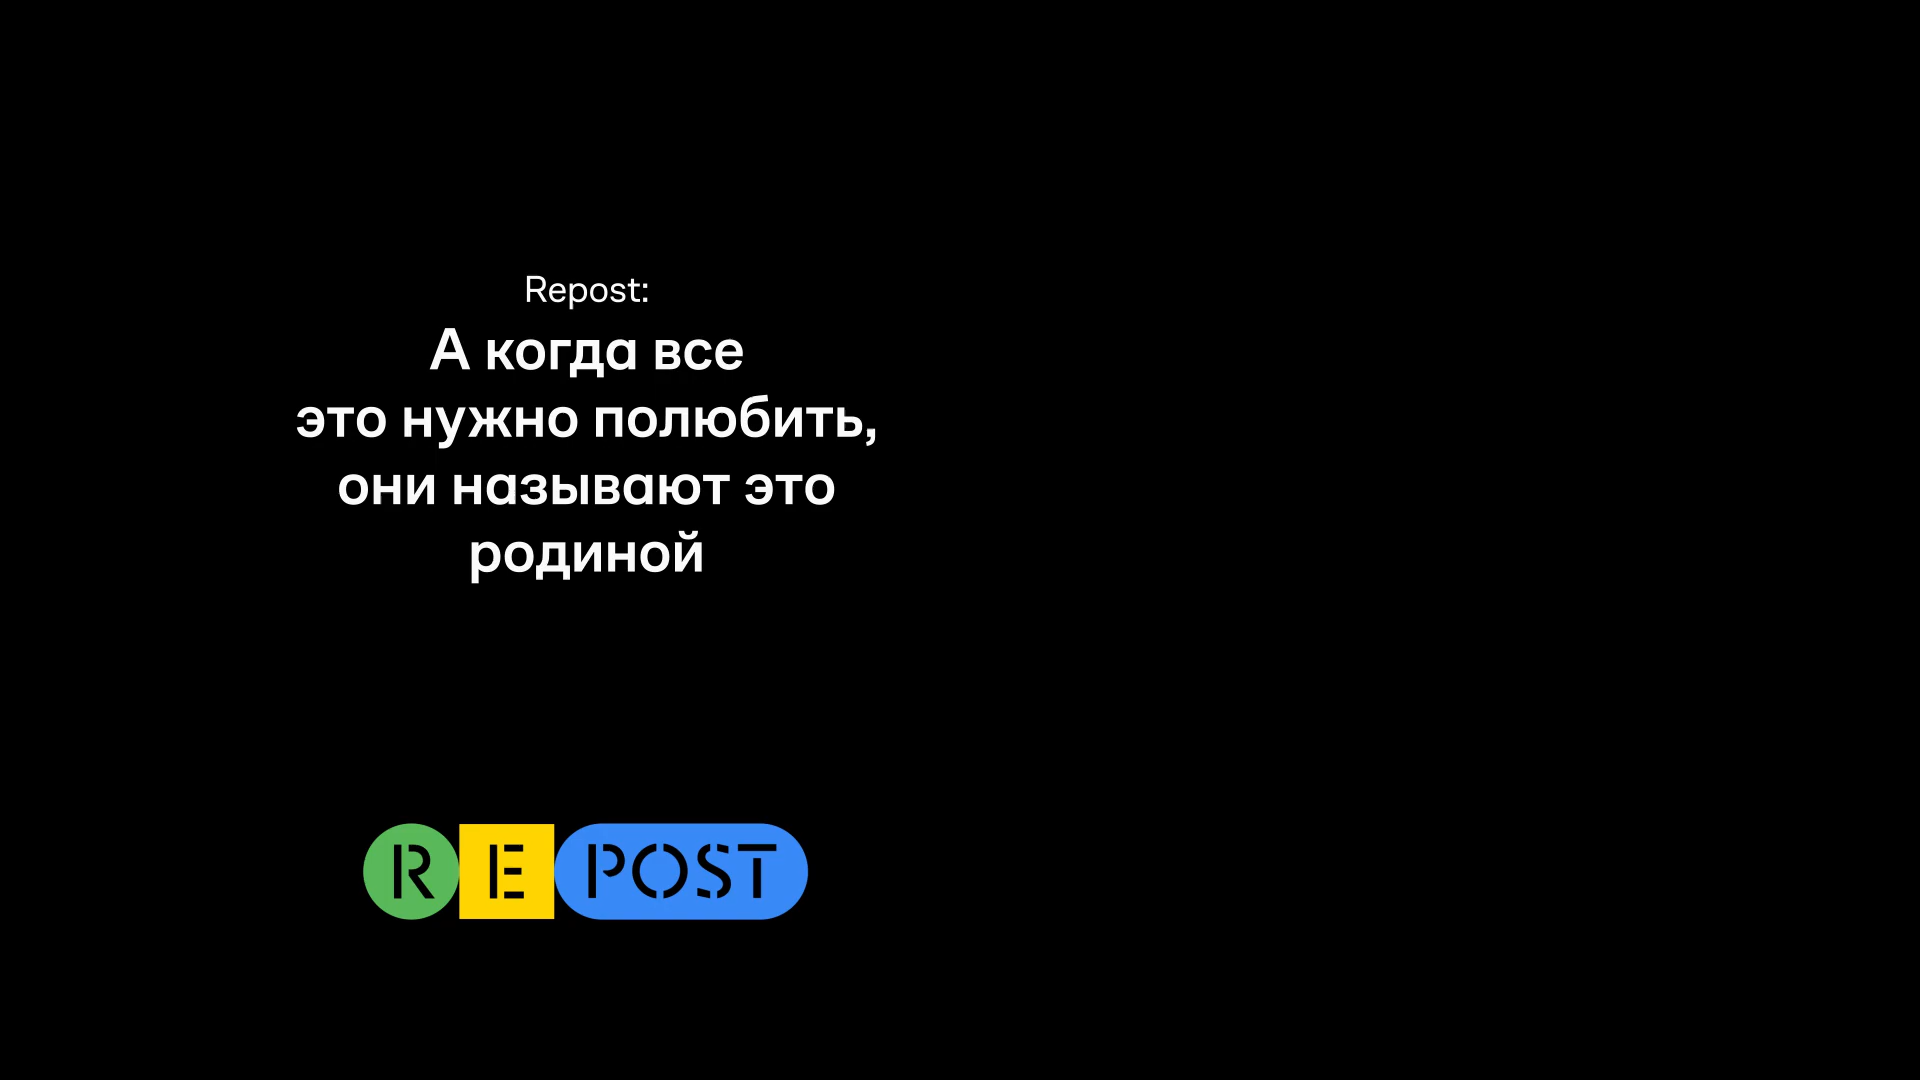 Repost:
А когда все
это нужно полюбить,
они называют это
родиной
REPOST